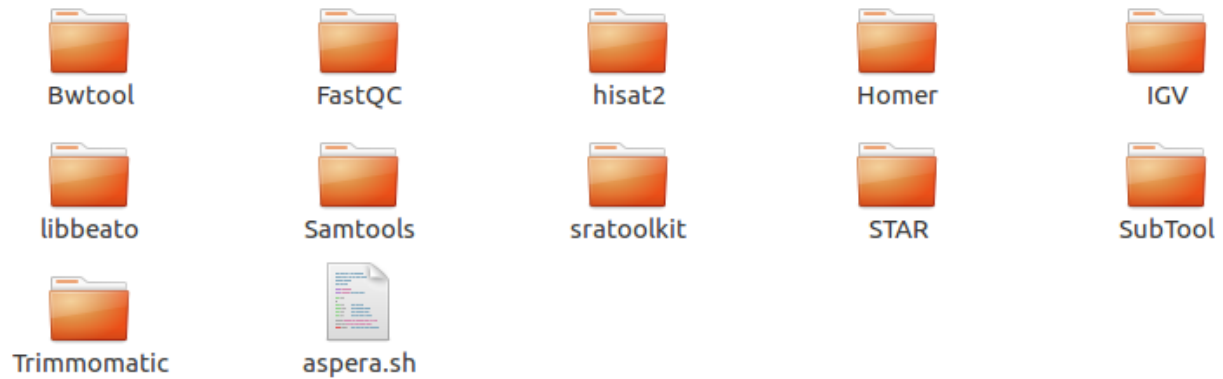 Bwtool FastQC hisat2 Homer IGV
libbeato Samtools sratoolkit STAR SubTool
Trimmomatic aspera.sh